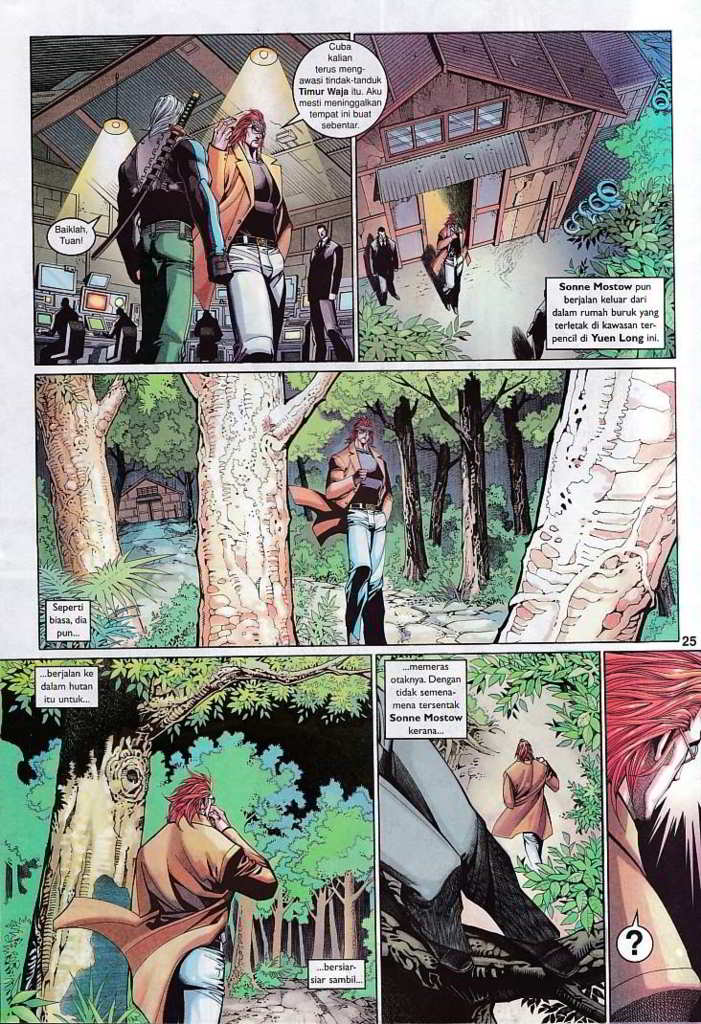 Cuba
kalian
terus meng-
awasi tindak-tanduk
Timur Waja itu. Aku
mesti meninggalkan
tempat ini buat
sebentar.
Baiklah,
Tuan!
Sonne Mostow pun
berjalan keluar dari
dalam rumah buruk yang
terletak di kawasan ter-
pencil di Yuen Long ini.
Seperti
biasa, dia
pun...
25
...berjalan ke
dalam hutan
itu untuk...
...bersiar-
siar sambil...
...memeras
otaknya. Dengan
tidak semena-
mena tersentak
Sonne Mostow
kerana...
?